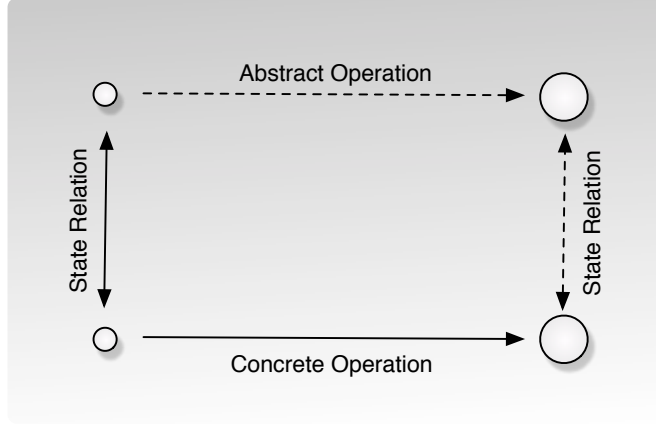 Abstract Operation
State Relation
State Relation
Concrete Operation